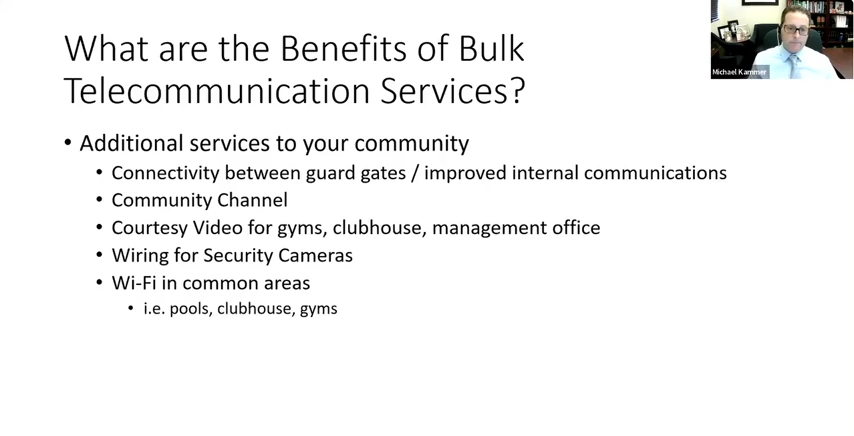 What are the Benefits of Bulk
Telecommunication Services?
• Additional services to your community
• Connectivity between guard gates / improved internal communications
• Community Channel
• Courtesy Video for gyms, clubhouse, management office
• Wiring for Security Cameras
• Wi-Fi in common areas
• i.e. pools, clubhouse, gyms
Michael Kammer